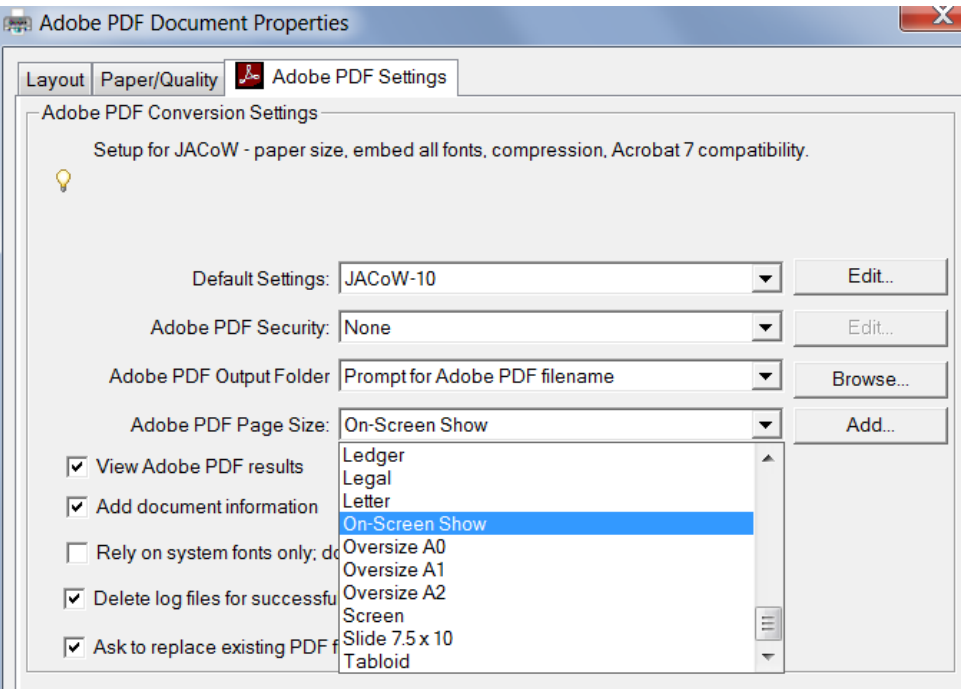 Adobe PDF Document Properties
Layout Paper/Quality Adobe PDF Settings
Adobe PDF Conversion Settings
Setup for JACoW - paper size, embed all fonts, compression, Acrobat 7 compatibility.
Default Settings: JACoW-10 Edit...
Adobe PDF Security: None Edit...
Adobe PDF Output Folder Prompt for Adobe PDF filename Browse...
Adobe PDF Page Size: On-Screen Show Add...
View Adobe PDF results
Add document information
Rely on system fonts only;
Delete log files for
Ask to replace existing PDF
Ledger
Legal
Letter
On-Screen Show
Oversize A0
Oversize A1
Oversize A2
Screen
Slide 7.5 x 10
Tabloid